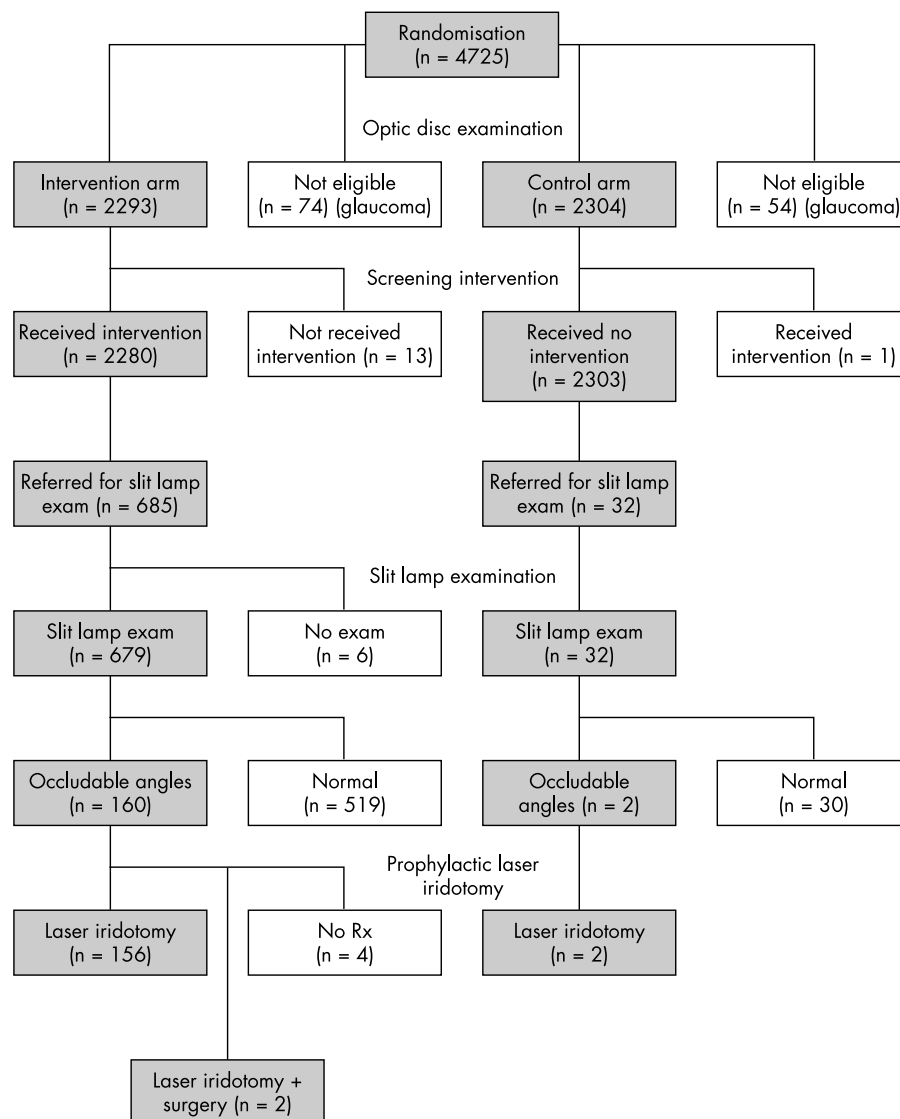 Randomisation
(n = 4725)
Optic disc examination
Intervention arm
(n = 2293)
Not eligible
(n = 74) (glaucoma)
Control arm
(n = 2304)
Not eligible
(n = 54) (glaucoma)
Screening intervention
Received intervention
(n = 2280)
Not received
intervention (n = 13)
Received no
intervention
(n = 2303)
Received
intervention (n = 1)
Referred for slit lamp
exam (n = 685)
Referred for slit lamp
exam (n = 32)
Slit lamp examination
Slit lamp exam
(n = 679)
No exam
(n = 6)
Slit lamp exam
(n = 32)
Occludable angles
(n = 160)
Normal
(n = 519)
Occludable
angles (n = 2)
Normal
(n = 30)
Prophylactic laser
iridotomy
Laser iridotomy
(n = 156)
No Rx
(n = 4)
Laser iridotomy
(n = 2)
Laser iridotomy +
surgery (n = 2)